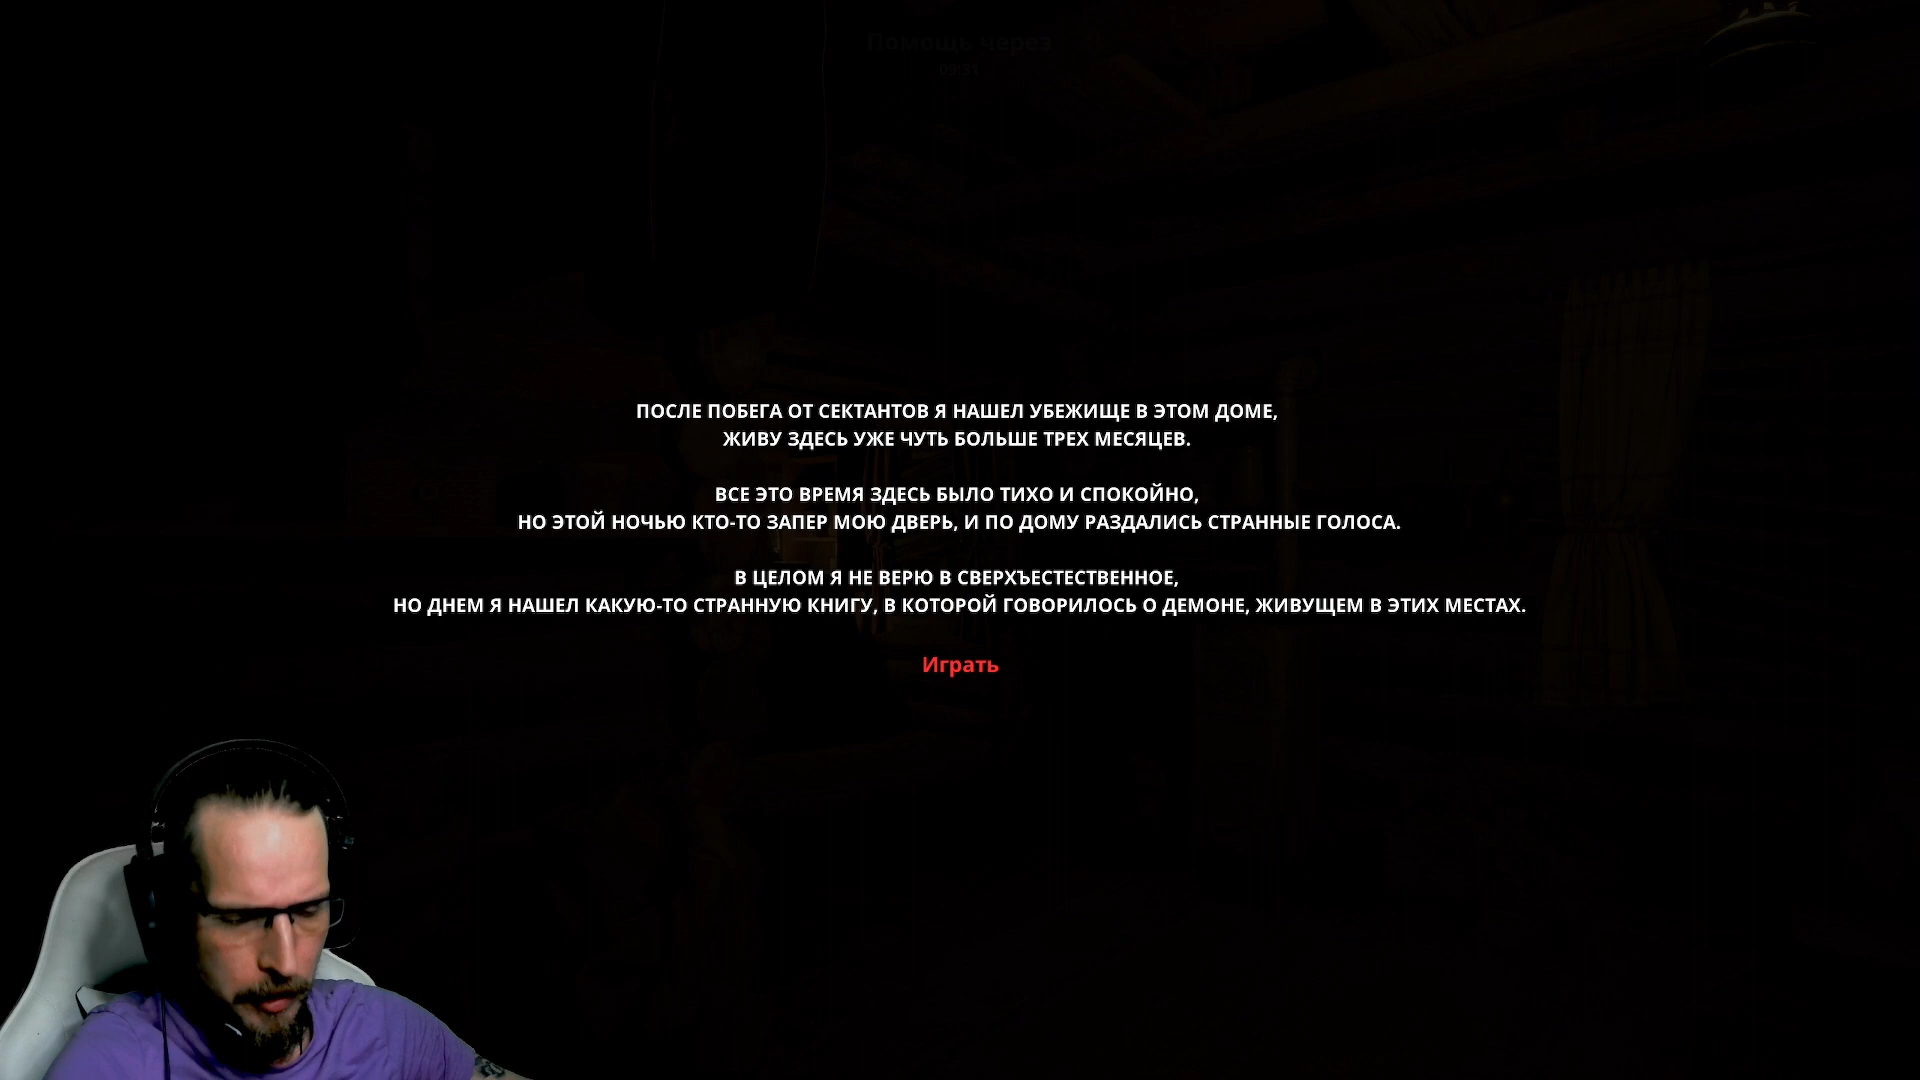 Помощь через
ПОСЛЕ ПОБЕГА ОТ СЕКТАНТОВ Я НАШЕЛ УБЕЖИЩЕ В ЭТОМ ДОМЕ,
ЖИВУ ЗДЕСЬ УЖЕ ЧУТЬ БОЛЬШЕ ТРЕХ МЕСЯЦЕВ.
ВСЕ ЭТО ВРЕМЯ ЗДЕСЬ БЫЛО ТИХО И СПОКОЙНО,
НО ЭТОЙ НОЧЬЮ КТО-ТО ЗАПЕР МОЮ ДВЕРЬ, И ПО ДОМУ РАЗДАЛИСЬ СТРАННЫЕ ГОЛОСА.
В ЦЕЛОМ Я НЕ ВЕРЮ В СВЕРХЪЕСТЕСТВЕННОЕ,
НО ДНЕМ Я НАШЕЛ КАКУЮ-ТО СТРАННУЮ КНИГУ, В КОТОРОЙ ГОВОРИЛОСЬ О ДЕМОНЕ, ЖИВУЩЕМ В ЭТИХ МЕСТАХ.
Играть